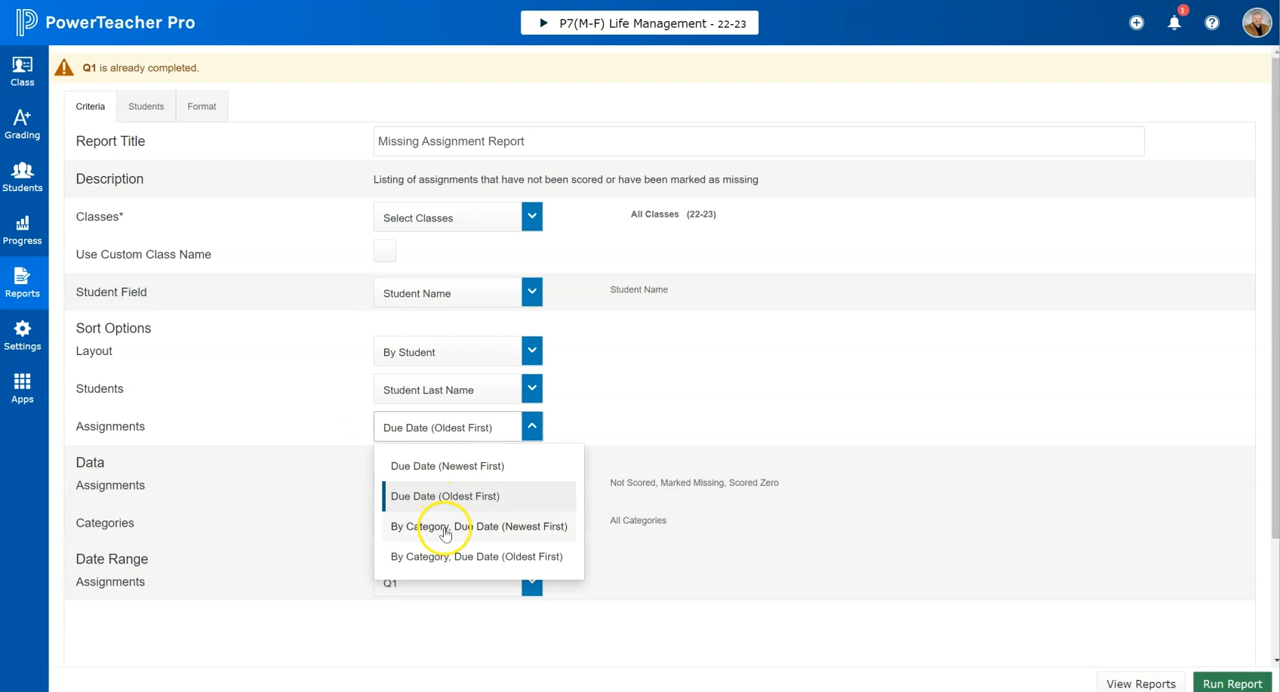 PowerTeacher Pro
P7(M-F) Life Management - 22-23
1
Class
Grading
Students
Progress
Reports
Settings
Apps
Q1 is already completed.
Criteria Students Format
Report Title Missing Assignment Report
Description Listing of assignments that have not been scored or have been marked as missing
Classes* Select Classes All Classes (22-23)
Use Custom Class Name
Student Field Student Name Student Name
Sort Options
Layout By Student
Students Student Last Name
Assignments Due Date (Oldest First)
Due Date (Newest First)
Due Date (Oldest First)
By Category, Due Date (Newest First)
By Category, Due Date (Oldest First)
Data
Assignments Not Scored, Marked Missing, Scored Zero
Categories All Categories
Date Range
Assignments Q1
View Reports Run Report